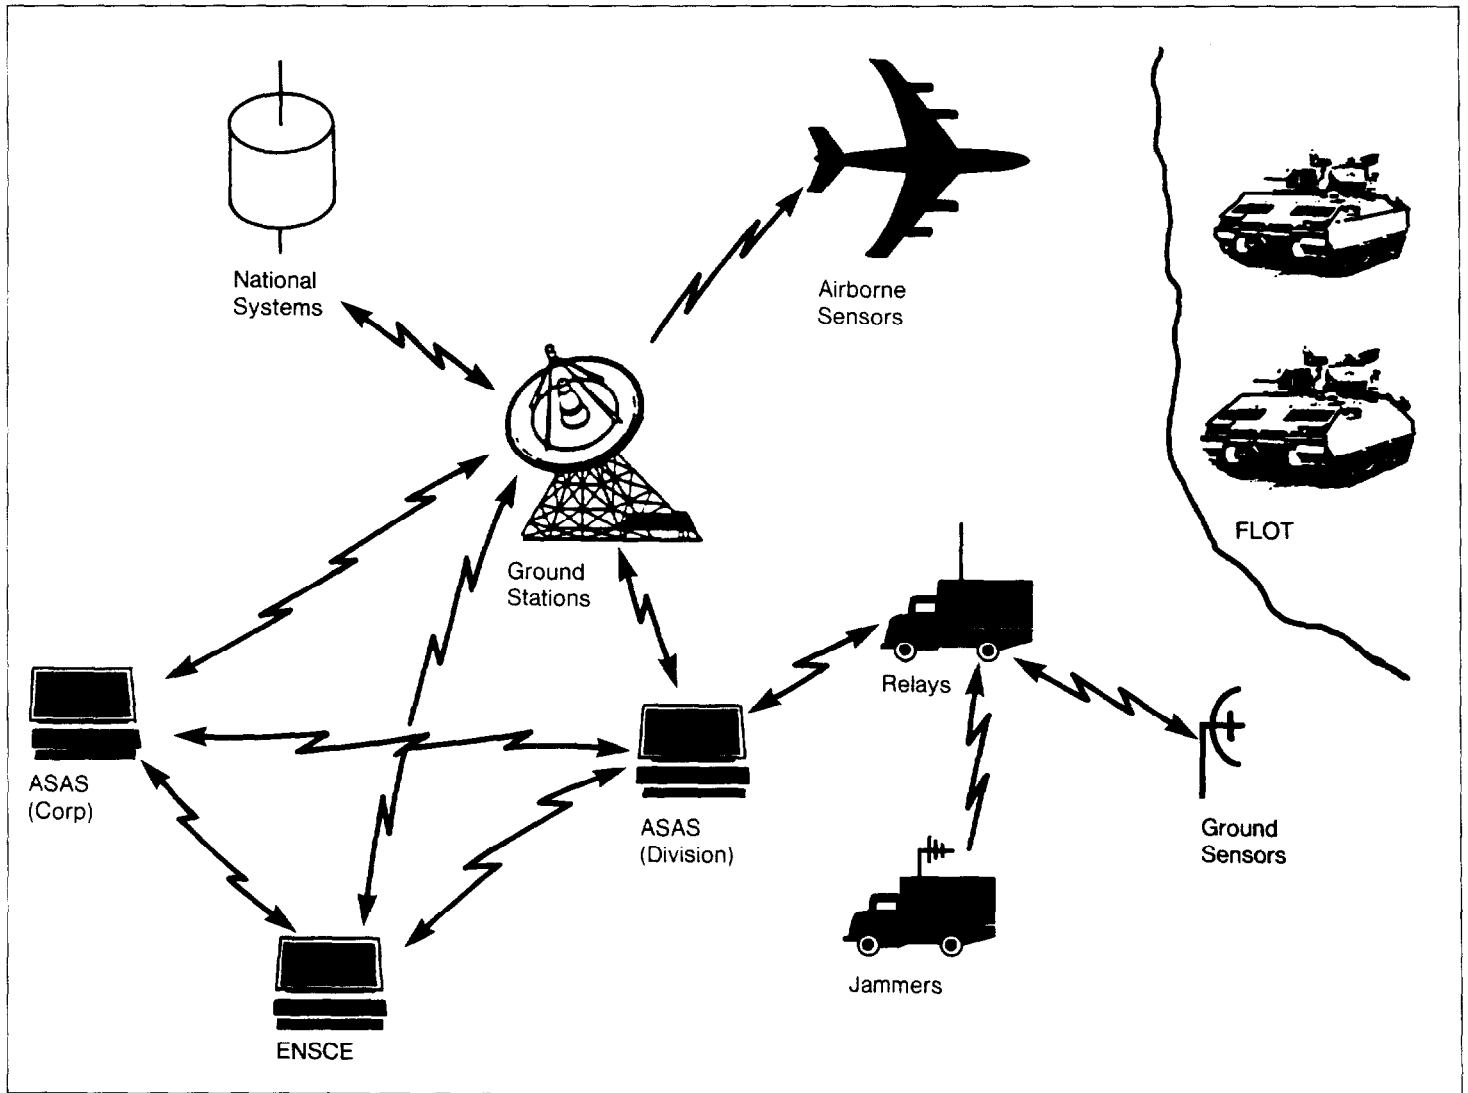 National
Systems
Airborne
Sensors
FLOT
Ground
Stations
Relays
ASAS
(Corp)
ASAS
(Division)
Ground
Sensors
Jammers
ENSCE